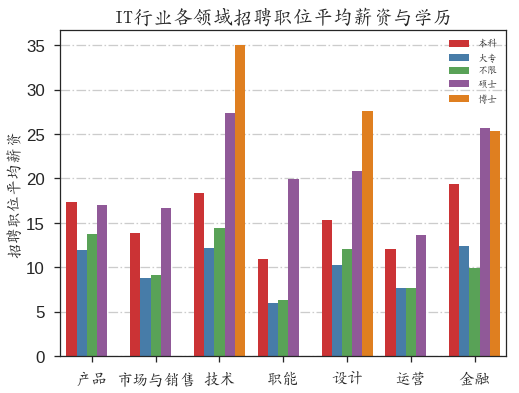 IT行业各领域招聘职位平均薪资与学历
招聘职位平均薪资
35
30
25
20
15
10
5
0
本科
大专
不限
硕士
博士
产品 市场与销售 技术 职能 设计 运营 金融